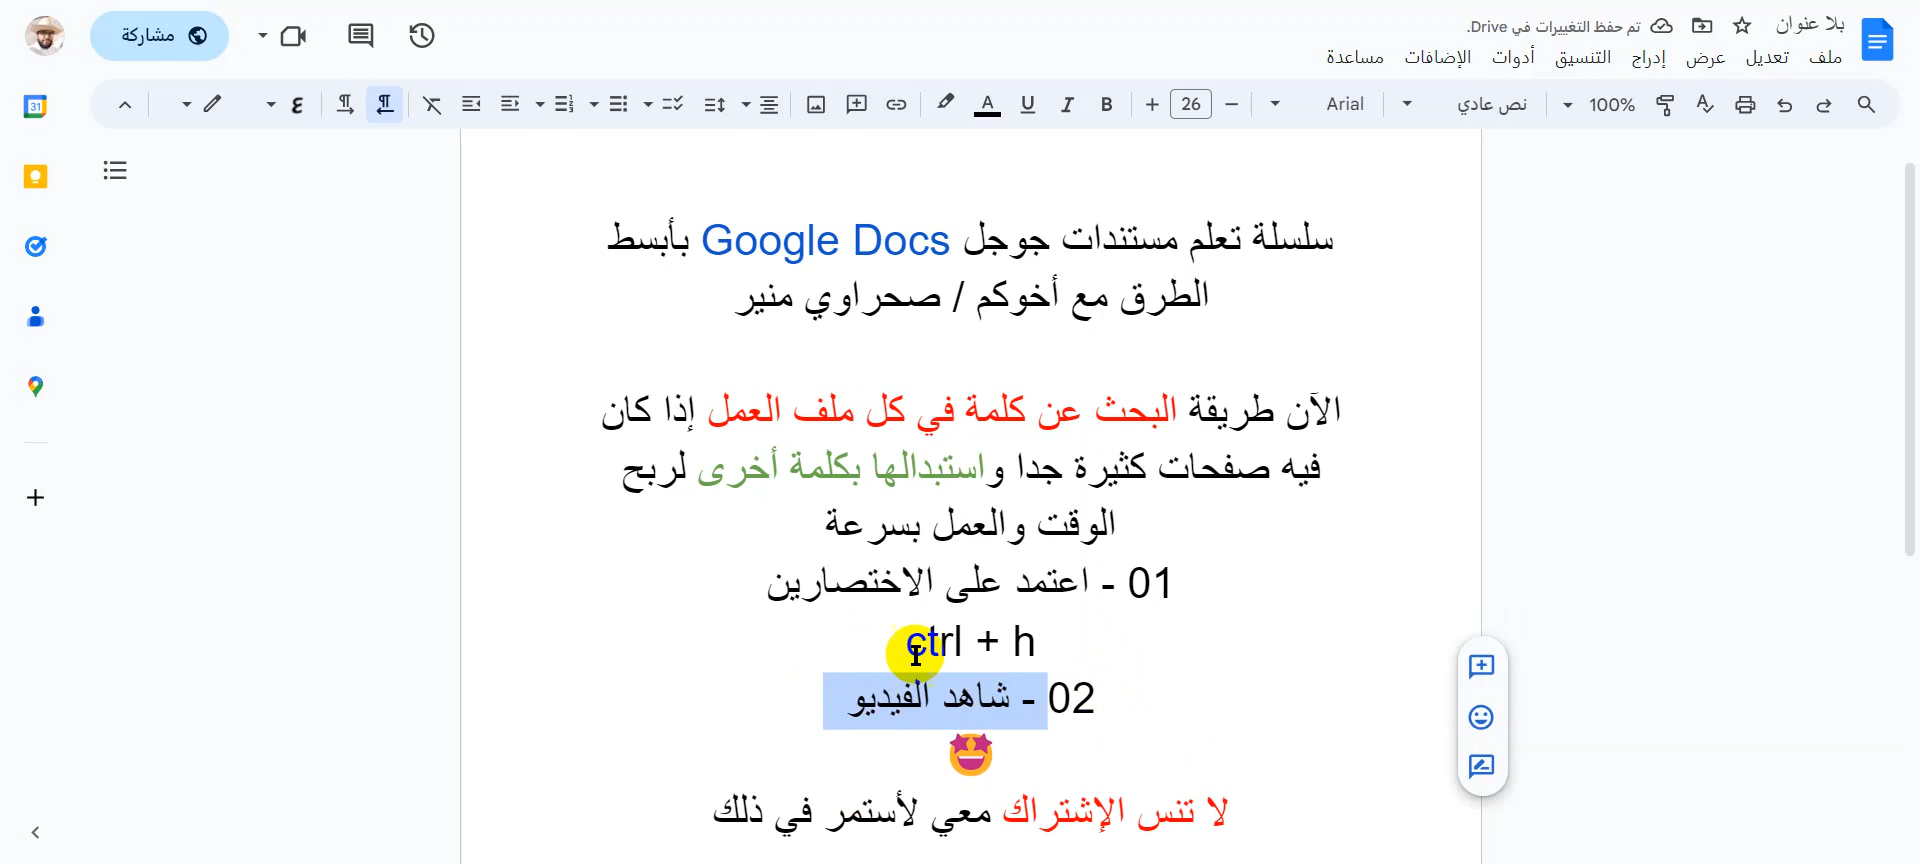 بلا عنوان
تم حفظ التغييرات في Drive.
مشاركة
ملف تعديل عرض إدراج التنسيق أدوات الإضافات مساعدة
100% نص عادي Arial 26
31
سلسلة تعلم مستندات جوجل Google Docs بأبسط
الطرق مع أخوكم / صحراوي منير
الآن طريقة البحث عن كلمة في كل ملف العمل إذا كان
فيه صفحات كثيرة جدا واستبدالها بكلمة أخرى لربح
الوقت والعمل بسرعة
01 - اعتمد على الاختصارين
ctrl + h
02 - شاهد الفيديو
🤩
لا تنس الإشتراك معي لأستمر في ذلك